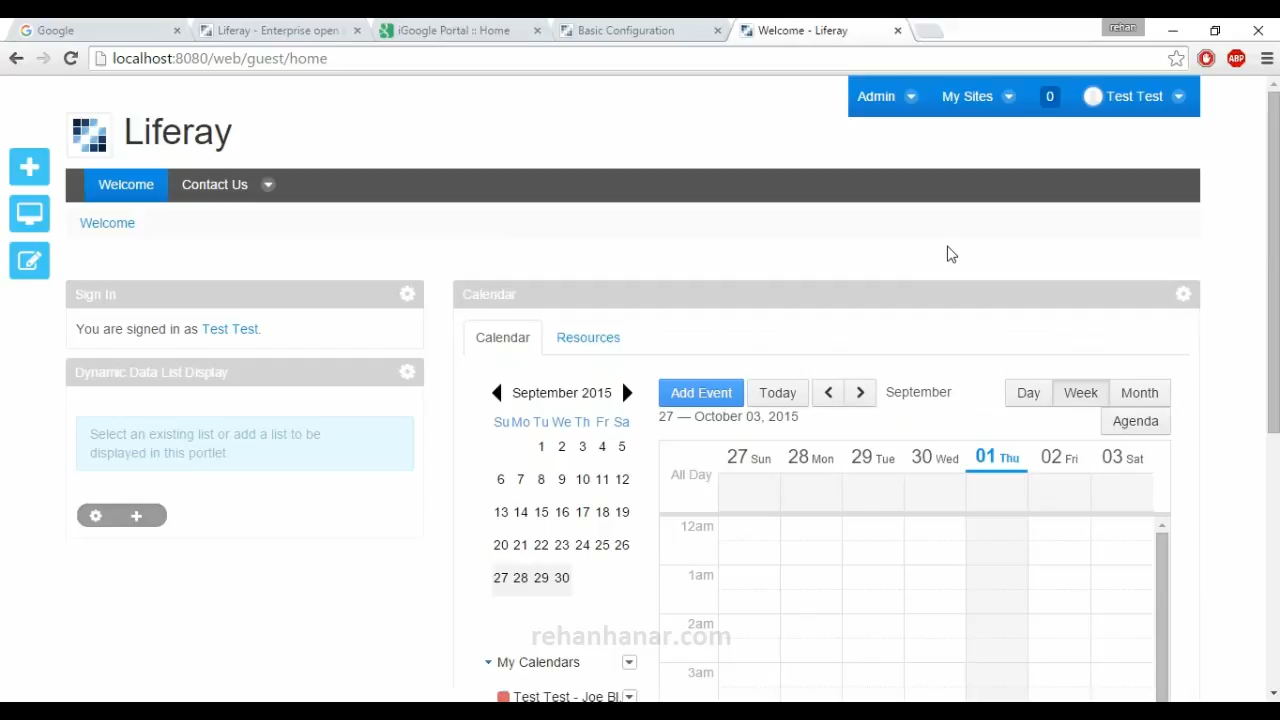 Google
Liferay - Enterprise open
iGoogle Portal :: Home
Basic Configuration
Welcome - Liferay
rehan
localhost:8080/web/guest/home
ABP
Admin
My Sites
0
Test Test
Liferay
Welcome
Contact Us
Welcome
Sign In
You are signed in as Test Test.
Dynamic Data List Display
Select an existing list or add a list to be
displayed in this portlet
Calendar
Calendar
Resources
September 2015
Su Mo Tu We Th Fr Sa
1 2 3 4 5
6 7 8 9 10 11 12
13 14 15 16 17 18 19
20 21 22 23 24 25 26
27 28 29 30
My Calendars
Test Test - Joe Bl
Add Event
Today
September
27 — October 03, 2015
Day
Week
Month
Agenda
27 Sun 28 Mon 29 Tue 30 Wed 01 Thu 02 Fri 03 Sat
All Day
12am
1am
2am
3am
rehanhanar.com